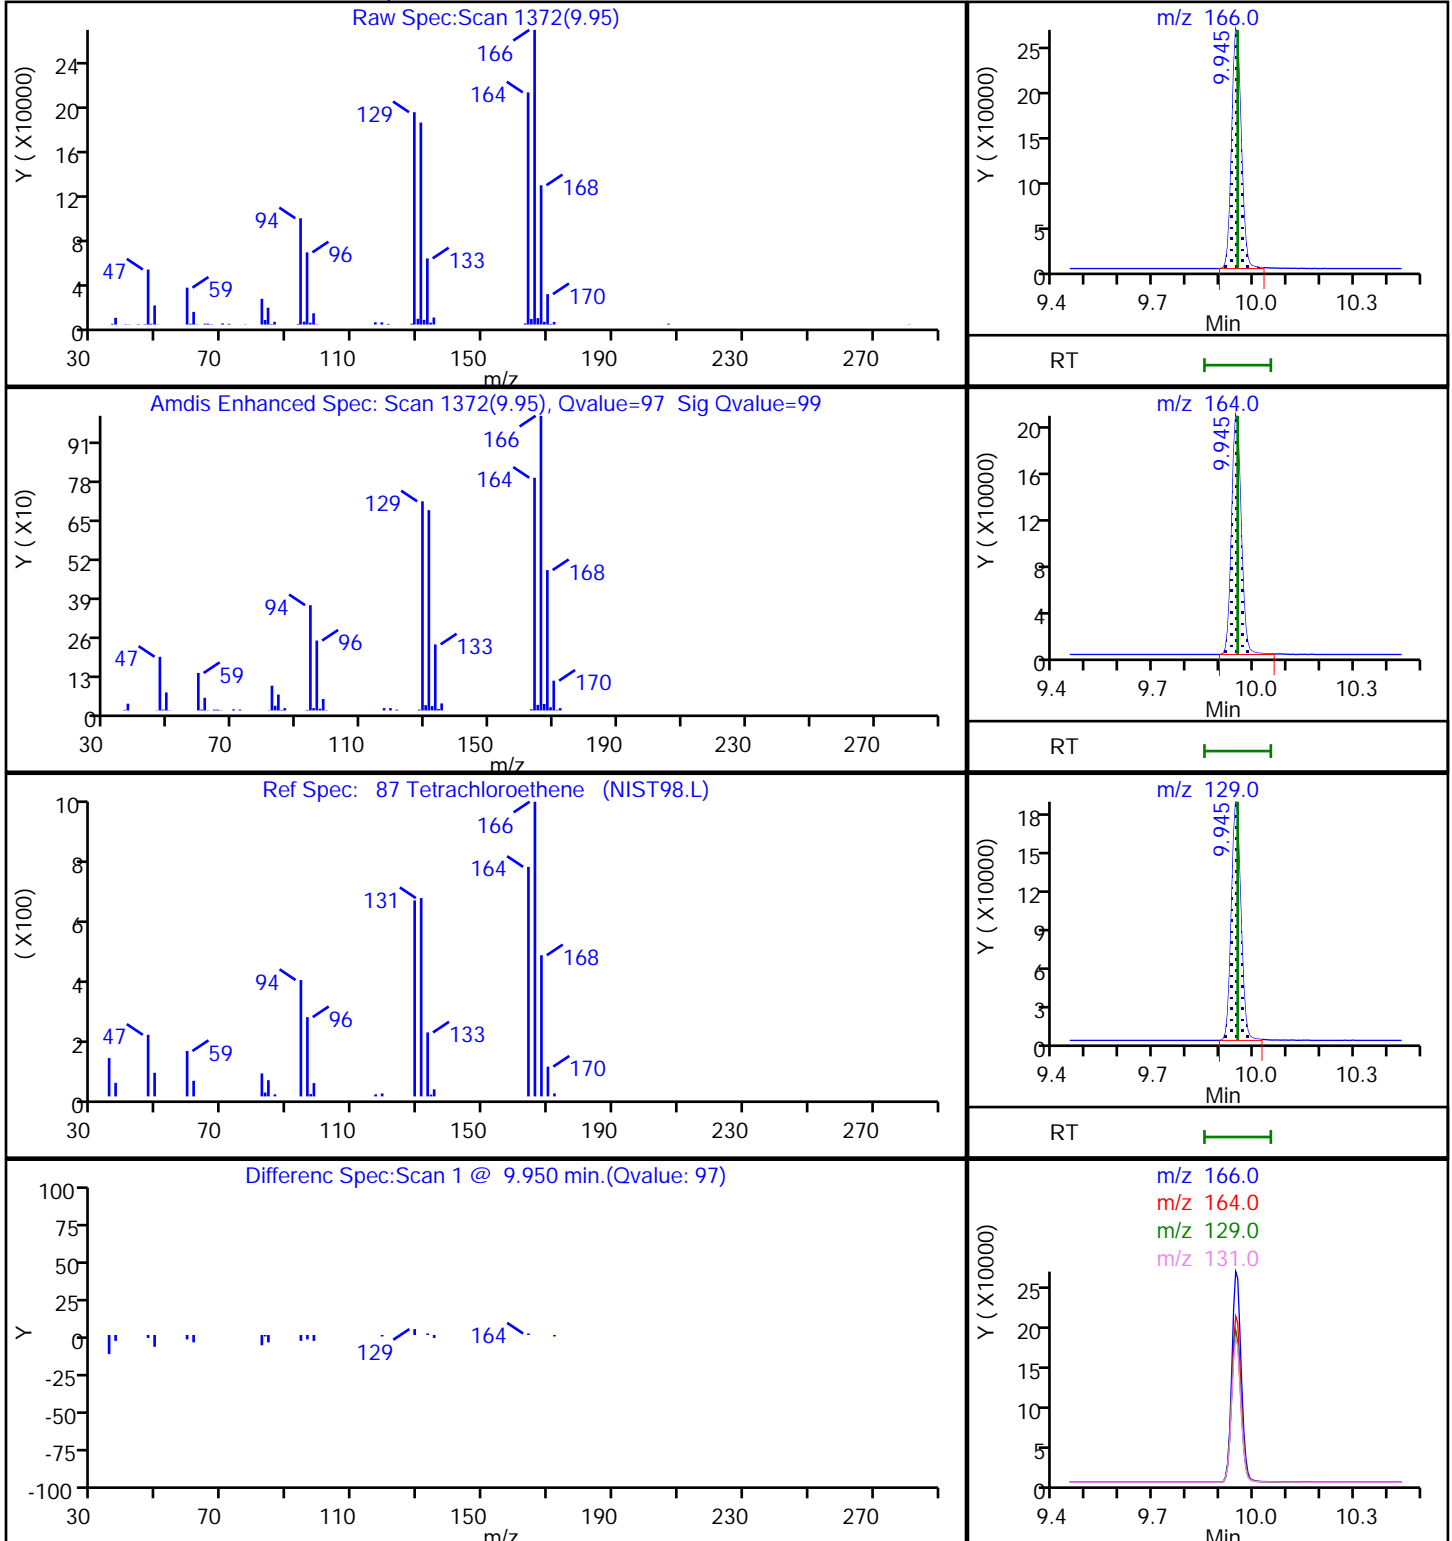 Raw Spec:Scan 1372(9.95)
Y ( X10000)
24
20
16
12
8
4
0
166
164
129
168
94
96
47
59
133
170
30 70 110 150 190 230 270
m/z
m/z 166.0
9.945
Y ( X10000)
25
20
15
10
5
0
9.4 9.7 10.0 10.3
Min
RT
Amdis Enhanced Spec: Scan 1372(9.95), Qvalue=97 Sig Qvalue=99
Y ( X10)
91
78
65
52
39
26
13
0
166
164
129
168
94
96
133
47
59
170
30 70 110 150 190 230 270
m/z
m/z 164.0
9.945
Y ( X10000)
20
16
12
8
4
0
9.4 9.7 10.0 10.3
Min
RT
Ref Spec: 87 Tetrachloroethene (NIST98.L)
( X100)
10
8
6
4
2
0
166
164
131
168
94
96
47
59
133
170
30 70 110 150 190 230 270
m/z 129.0
9.945
Y ( X10000)
18
15
12
9
6
3
0
9.4 9.7 10.0 10.3
Min
RT
Differenc Spec:Scan 1 @ 9.950 min.(Qvalue: 97)
Y
100
75
50
25
0
-25
-50
-75
-100
129
164
30 70 110 150 190 230 270
m/z
m/z 166.0
m/z 164.0
m/z 129.0
m/z 131.0
Y ( X10000)
25
20
15
10
5
0
9.4 9.7 10.0 10.3
Min